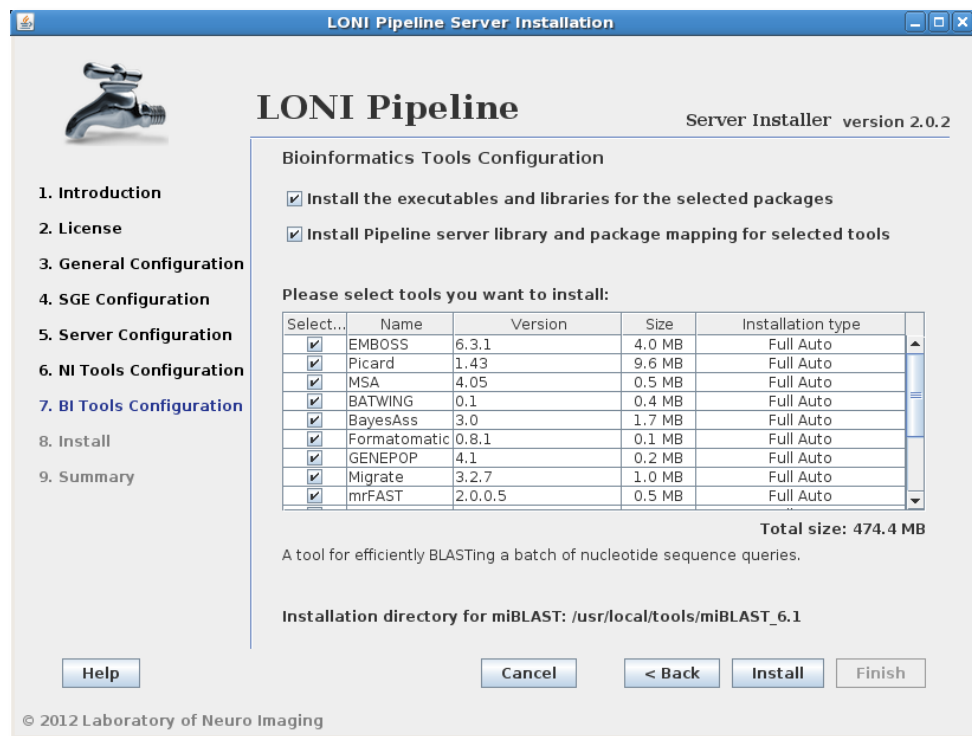 LONI Pipeline Server Installation
LONI Pipeline
Server Installer version 2.0.2
1. Introduction
2. License
3. General Configuration
4. SGE Configuration
5. Server Configuration
6. NI Tools Configuration
7. BI Tools Configuration
8. Install
9. Summary
Bioinformatics Tools Configuration
Install the executables and libraries for the selected packages
Install Pipeline server library and package mapping for selected tools
Please select tools you want to install:
Select... Name Version Size Installation type
EMBOSS 6.3.1 4.0 MB Full Auto
Picard 1.43 9.6 MB Full Auto
MSA 4.05 0.5 MB Full Auto
BATWING 0.1 0.4 MB Full Auto
BayesAss 3.0 1.7 MB Full Auto
Formatomatic 0.8.1 0.1 MB Full Auto
GENEPOP 4.1 0.2 MB Full Auto
Migrate 3.2.7 1.0 MB Full Auto
mrFAST 2.0.0.5 0.5 MB Full Auto
Total size: 474.4 MB
A tool for efficiently BLASTing a batch of nucleotide sequence queries.
Installation directory for miBLAST: /usr/local/tools/miBLAST_6.1
Help Cancel < Back Install Finish
© 2012 Laboratory of Neuro Imaging